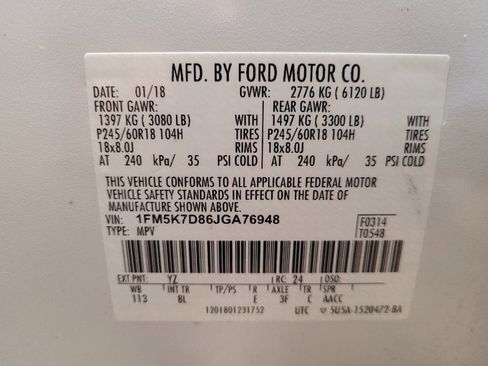 MFD. BY FORD MOTOR CO.
DATE: 01/18 GVWR: 2776 KG ( 6120 LB)
FRONT GAWR: REAR GAWR:
1397 KG ( 3080 LB) WITH 1497 KG ( 3300 LB) WITH
P245/60R18 104H TIRES P245/60R18 104H TIRES
18x8.0J RIMS 18x8.0J RIMS
AT 240 kPa/ 35 PSI COLD AT 240 kPa/ 35 PSI COLD
THIS VEHICLE CONFORMS TO ALL APPLICABLE FEDERAL MOTOR
VEHICLE SAFETY STANDARDS IN EFFECT ON THE DATE OF
MANUFACTURE SHOWN ABOVE.
VIN: 1FM5K7D86JGA76948 F0314
TYPE: MPV T0548
EXT PNT: YZ RC: 24 DSO:
WB INT TR TP/PS R AXLE TR SPR
113 8L E 3F C AACC
1201801231752 UTC ▽ 5U5A-1520472-BA